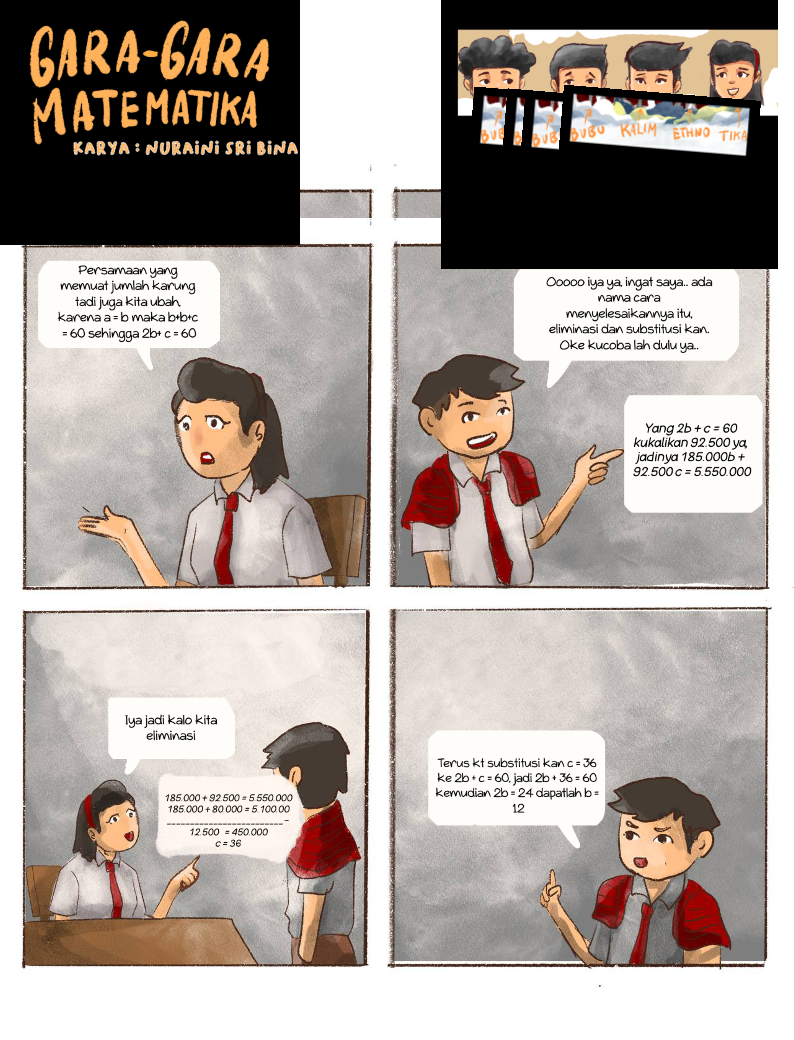 GARA-GARA
MATEMATIKA
KARYA : NURAINI SRI BINA
BUBU
KALIM
ETHNO
TIKA
Persamaan yang
memuat jumlah karung
tadi juga kita ubah,
karena a = b maka b+b+c
= 60 sehingga 2b+ c = 60
Ooooo iya ya, ingat saya.. ada
nama cara
menyelesaikannya itu,
eliminasi dan substitusi kan.
Oke kucoba lah dulu ya..
Yang 2b + c = 60
kukalikan 92.500 ya,
jadinya 185.000b +
92.500 c = 5.550.000
Iya jadi kalo kita
eliminasi
185.000 + 92.500 = 5.550.000
185.000 + 80.000 = 5.100.00
__________________________ –
12.500 = 450.000
c = 36
Terus kt substitusi kan c = 36
ke 2b + c = 60, jadi 2b + 36 = 60
kemudian 2b = 24 dapatlah b =
12